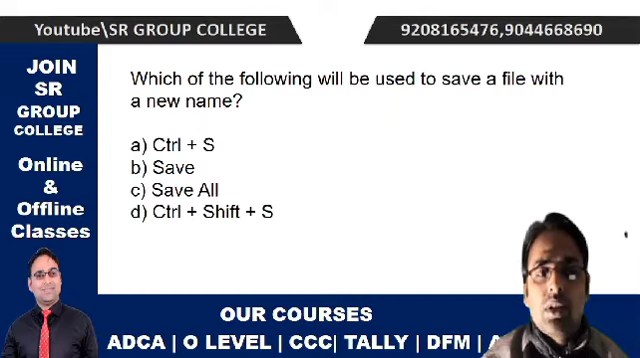 Youtube\SR GROUP COLLEGE
9208165476,9044668690
JOIN
SR
GROUP
COLLEGE
Online
&
Offline
Classes
Which of the following will be used to save a file with
a new name?
a) Ctrl + S
b) Save
c) Save All
d) Ctrl + Shift + S
OUR COURSES
ADCA | O LEVEL | CCC| TALLY | DFM |